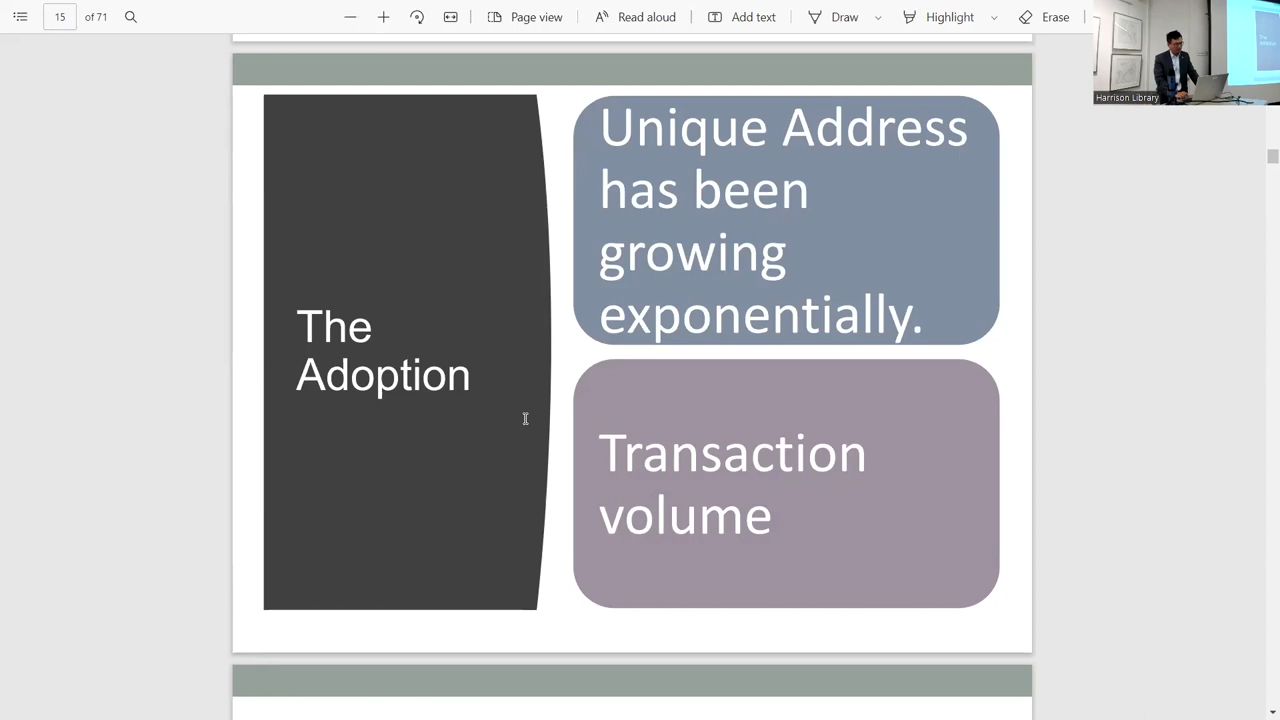 15 of 71
Page view
Read aloud
Add text
Draw
Highlight
Erase
Harrison Library
The
Adoption
Unique Address
has been
growing
exponentially.
Transaction
volume